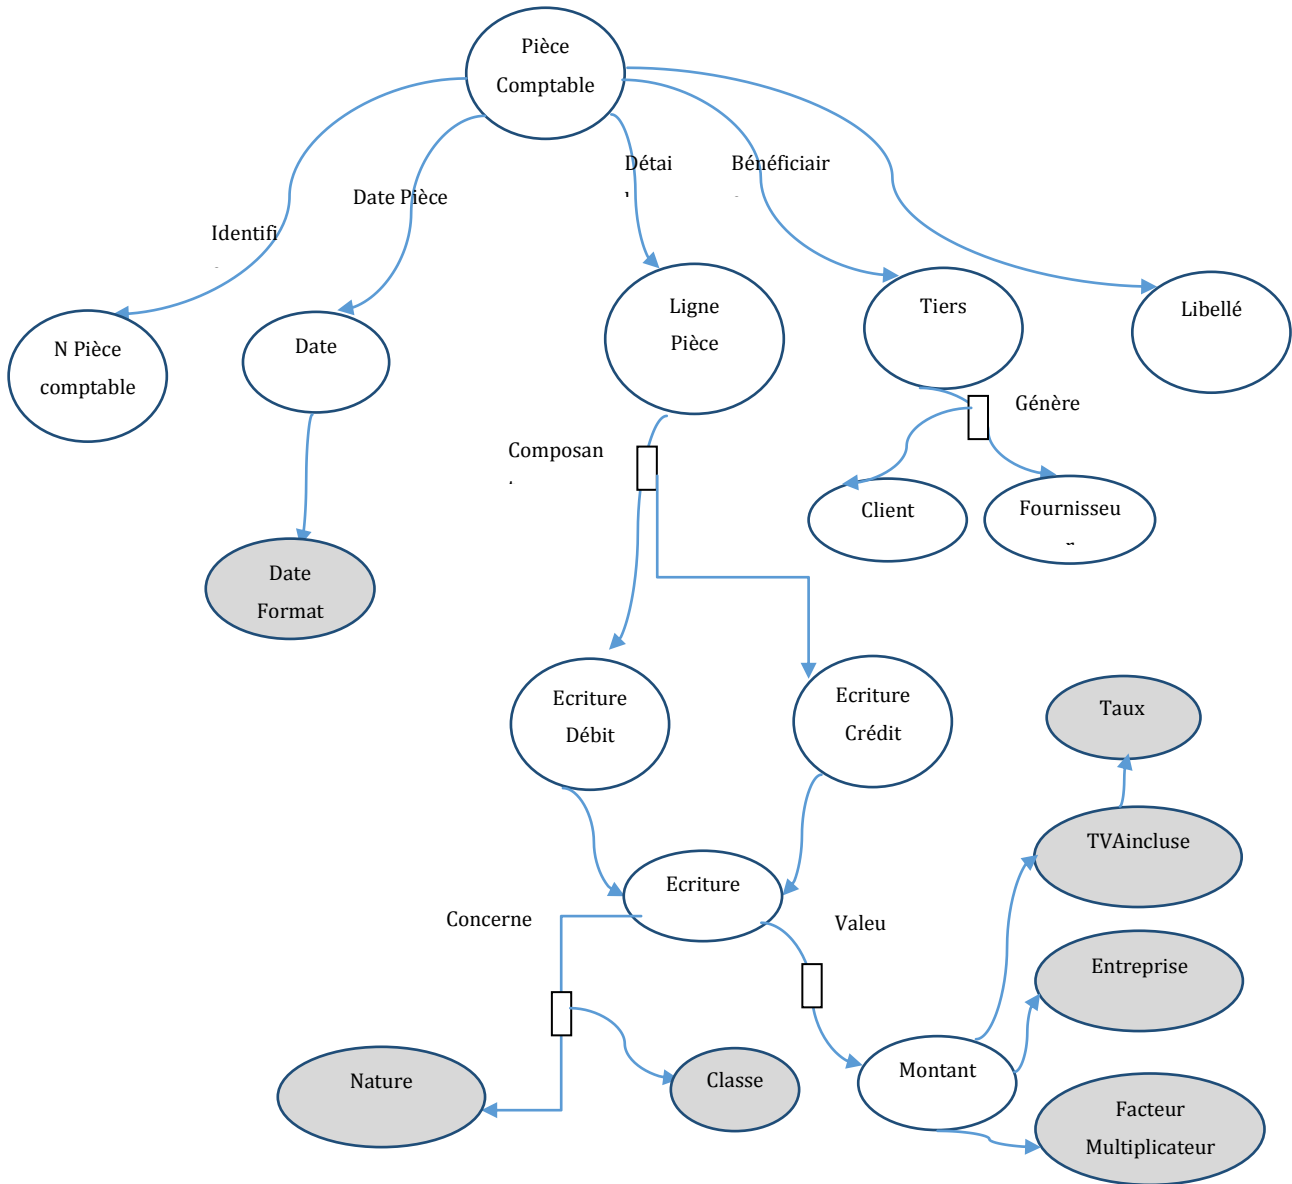 Pièce
Comptable
Détai
Bénéficiair
Date Pièce
Identifi
Ligne
Pièce
Tiers
Libellé
N Pièce
comptable
Date
Génère
Composan
Client
Fournisseu
Date
Format
Ecriture
Débit
Ecriture
Crédit
Taux
TVAincluse
Ecriture
Concerne
Valeu
Entreprise
Nature
Classe
Montant
Facteur
Multiplicateur